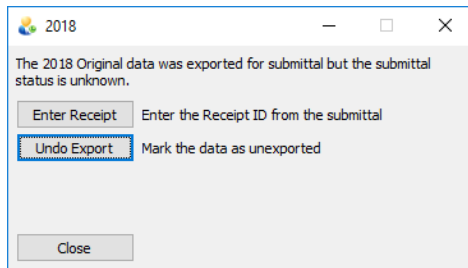 2018
The 2018 Original data was exported for submittal but the submittal
status is unknown.
Enter Receipt Enter the Receipt ID from the submittal
Undo Export Mark the data as unexported
Close